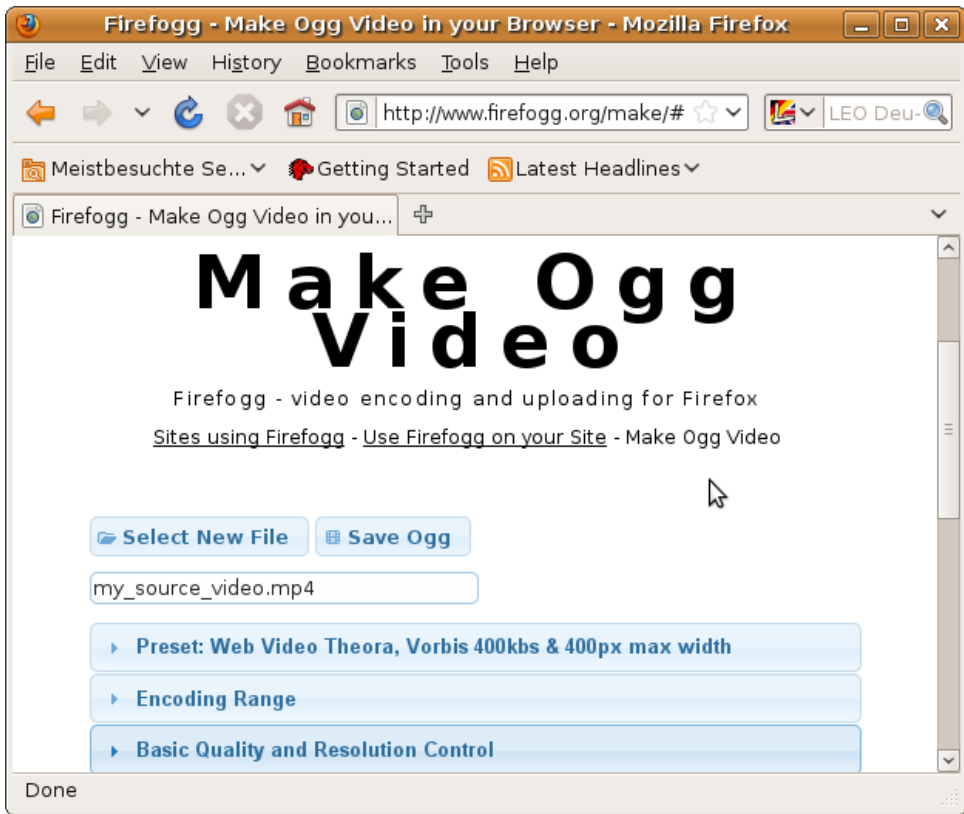 Firefogg - Make Ogg Video in your Browser - Mozilla Firefox
File Edit View History Bookmarks Tools Help
http://www.firefogg.org/make/# LEO Deu-
Meistbesuchte Se... Getting Started Latest Headlines
Firefogg - Make Ogg Video in you...
Make Ogg
Video
Firefogg - video encoding and uploading for Firefox
Sites using Firefogg - Use Firefogg on your Site - Make Ogg Video
Select New File Save Ogg
my_source_video.mp4
Preset: Web Video Theora, Vorbis 400kbs & 400px max width
Encoding Range
Basic Quality and Resolution Control
Done